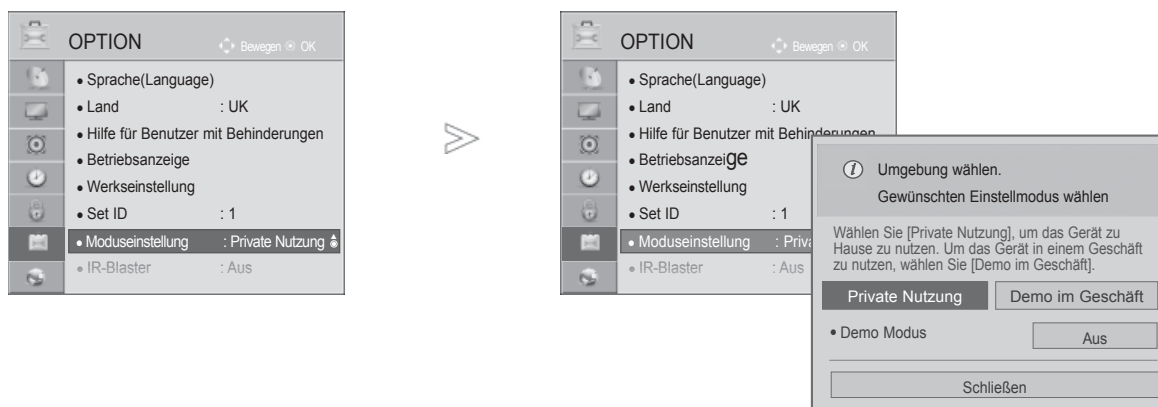 OPTION
Bewegen OK
• Sprache(Language)
• Land : UK
• Hilfe für Benutzer mit Behinderungen
• Betriebsanzeige
• Werkseinstellung
• Set ID : 1
• Moduseinstellung : Private Nutzung
• IR-Blaster : Aus
OPTION
Bewegen OK
• Sprache(Language)
• Land : UK
• Hilfe für Benutzer mit Behinderungen
• Betriebsanzeige
• Werkseinstellung
• Set ID : 1
• Moduseinstellung : Priva
• IR-Blaster : Aus
Umgebung wählen.
Gewünschten Einstellmodus wählen
Wählen Sie [Private Nutzung], um das Gerät zu
Hause zu nutzen. Um das Gerät in einem Geschäft
zu nutzen, wählen Sie [Demo im Geschäft].
Private Nutzung Demo im Geschäft
• Demo Modus Aus
Schließen